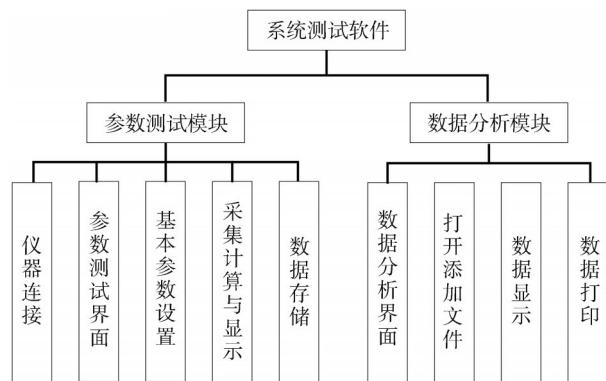 系统测试软件
参数测试模块
数据分析模块
仪器连接
参数测试界面
基本参数设置
采集计算与显示
数据存储
数据分析界面
打开添加文件
数据显示
数据打印